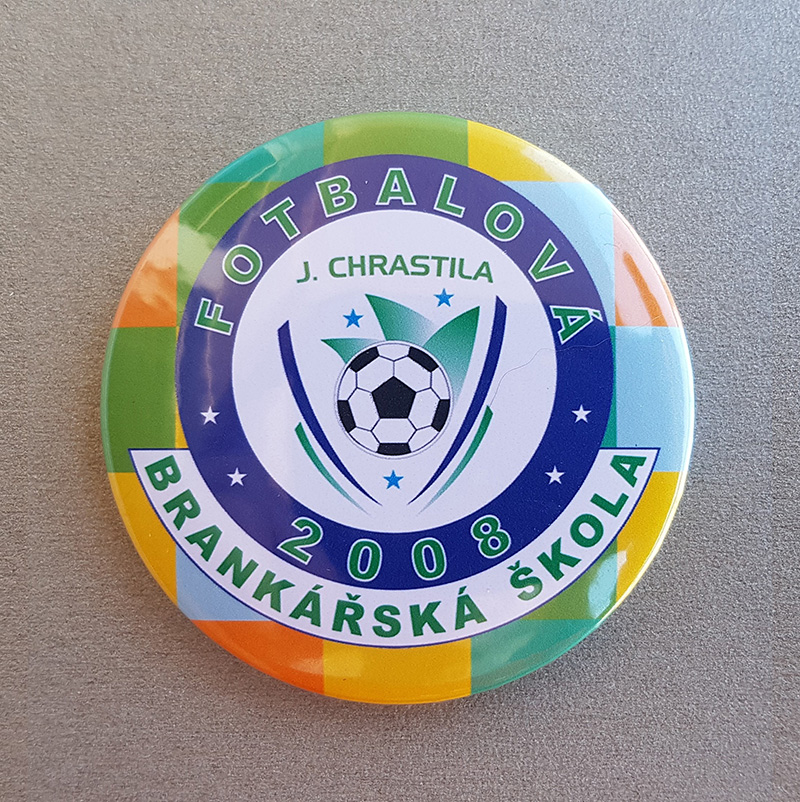 FOTBALOVÁ
J. CHRASTILA
2008
BRANKÁŘSKÁ ŠKOLA